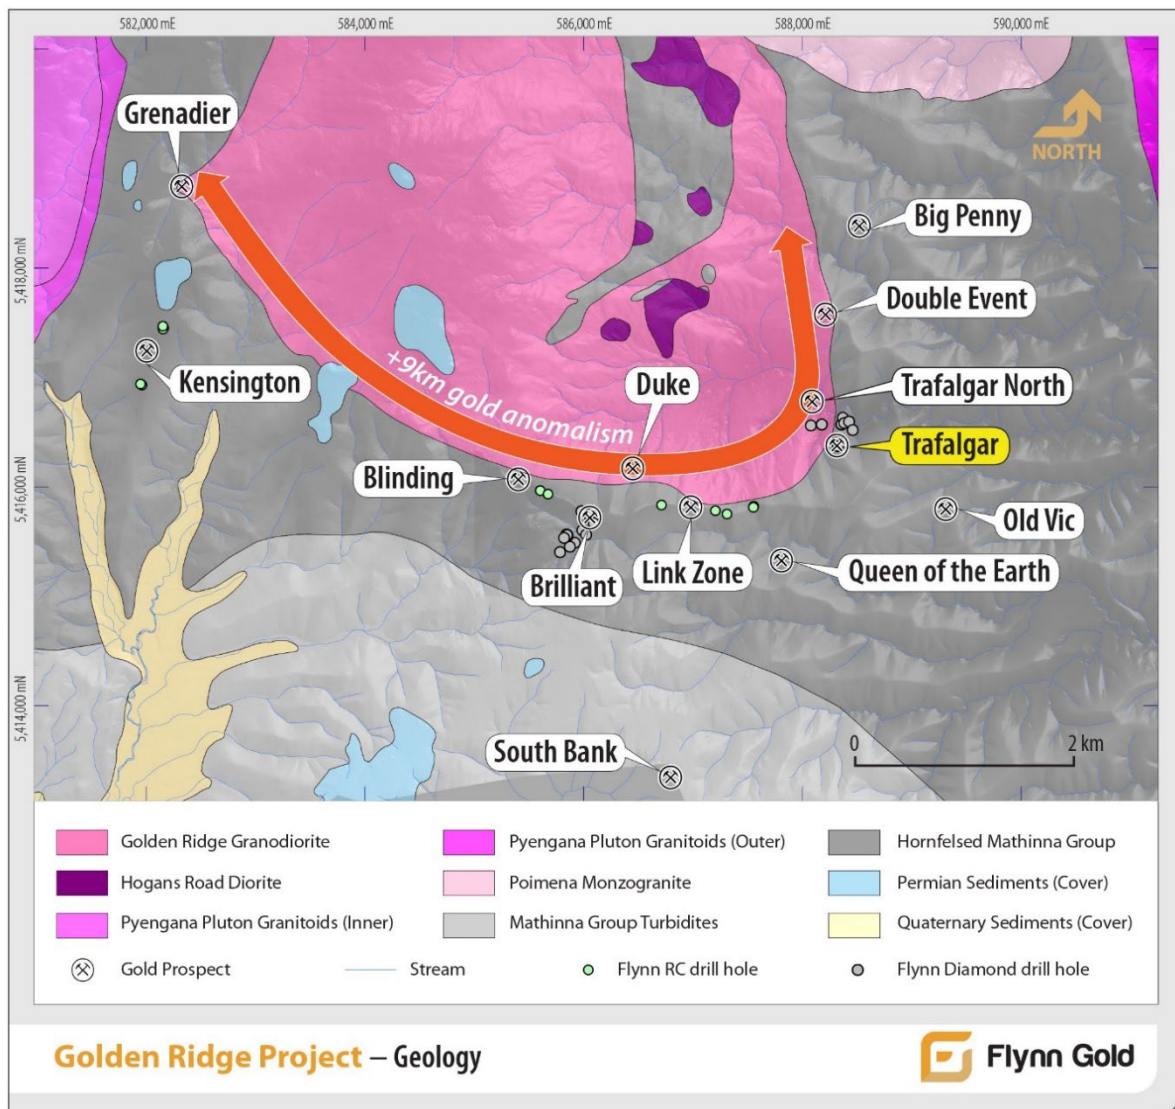 582,000 mE
584,000 mE
586,000 mE
588,000 mE
590,000 mE
Grenadier
NORTH
Big Penny
5,418,000 mN
Double Event
Kensington
+9km gold anomalism
Duke
Trafalgar North
Trafalgar
Blinding
5,416,000 mN
Old Vic
Brilliant
Link Zone
Queen of the Earth
5,414,000 mN
South Bank
0
2 km
Golden Ridge Granodiorite
Pyengana Pluton Granitoids (Outer)
Hornfelsed Mathinna Group
Hogans Road Diorite
Poimena Monzogranite
Permian Sediments (Cover)
Pyengana Pluton Granitoids (Inner)
Mathinna Group Turbidites
Quaternary Sediments (Cover)
Gold Prospect
Stream
Flynn RC drill hole
Flynn Diamond drill hole
Golden Ridge Project – Geology
Flynn Gold